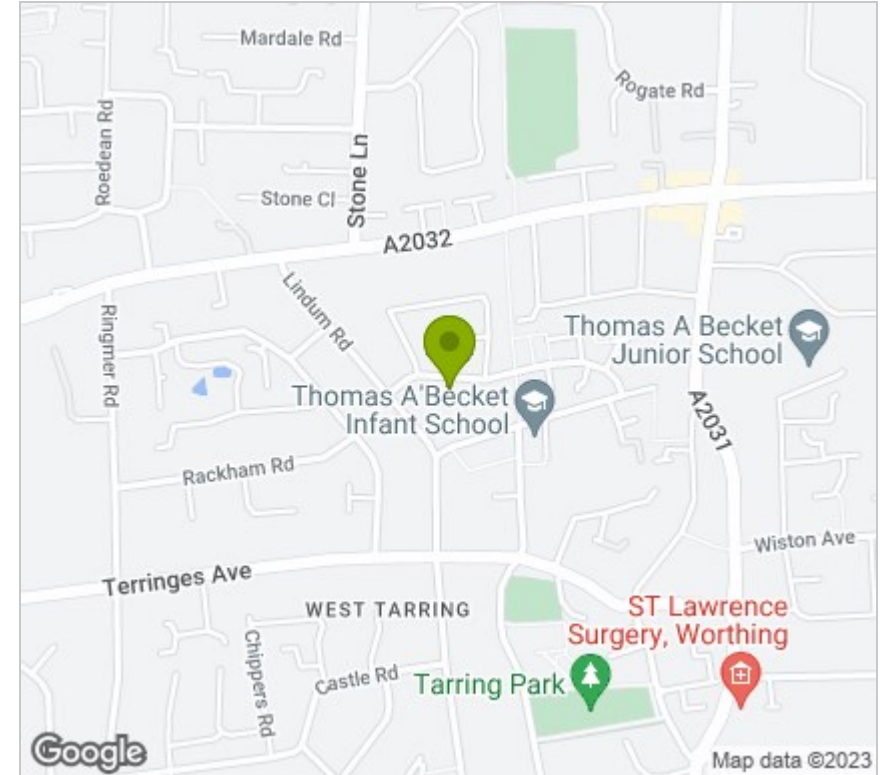 Mardale Rd
Rogate Rd
Roedean Rd
Stone Ln
Stone Cl
A2032
Lindum Rd
Ringmer Rd
Thomas A Becket
Junior School
Thomas A'Becket
Infant School
A2031
Rackham Rd
Wiston Ave
Terringes Ave
WEST TARRING
ST Lawrence
Surgery, Worthing
Chippers Rd
Castle Rd
Tarring Park
Google
Map data ©2023